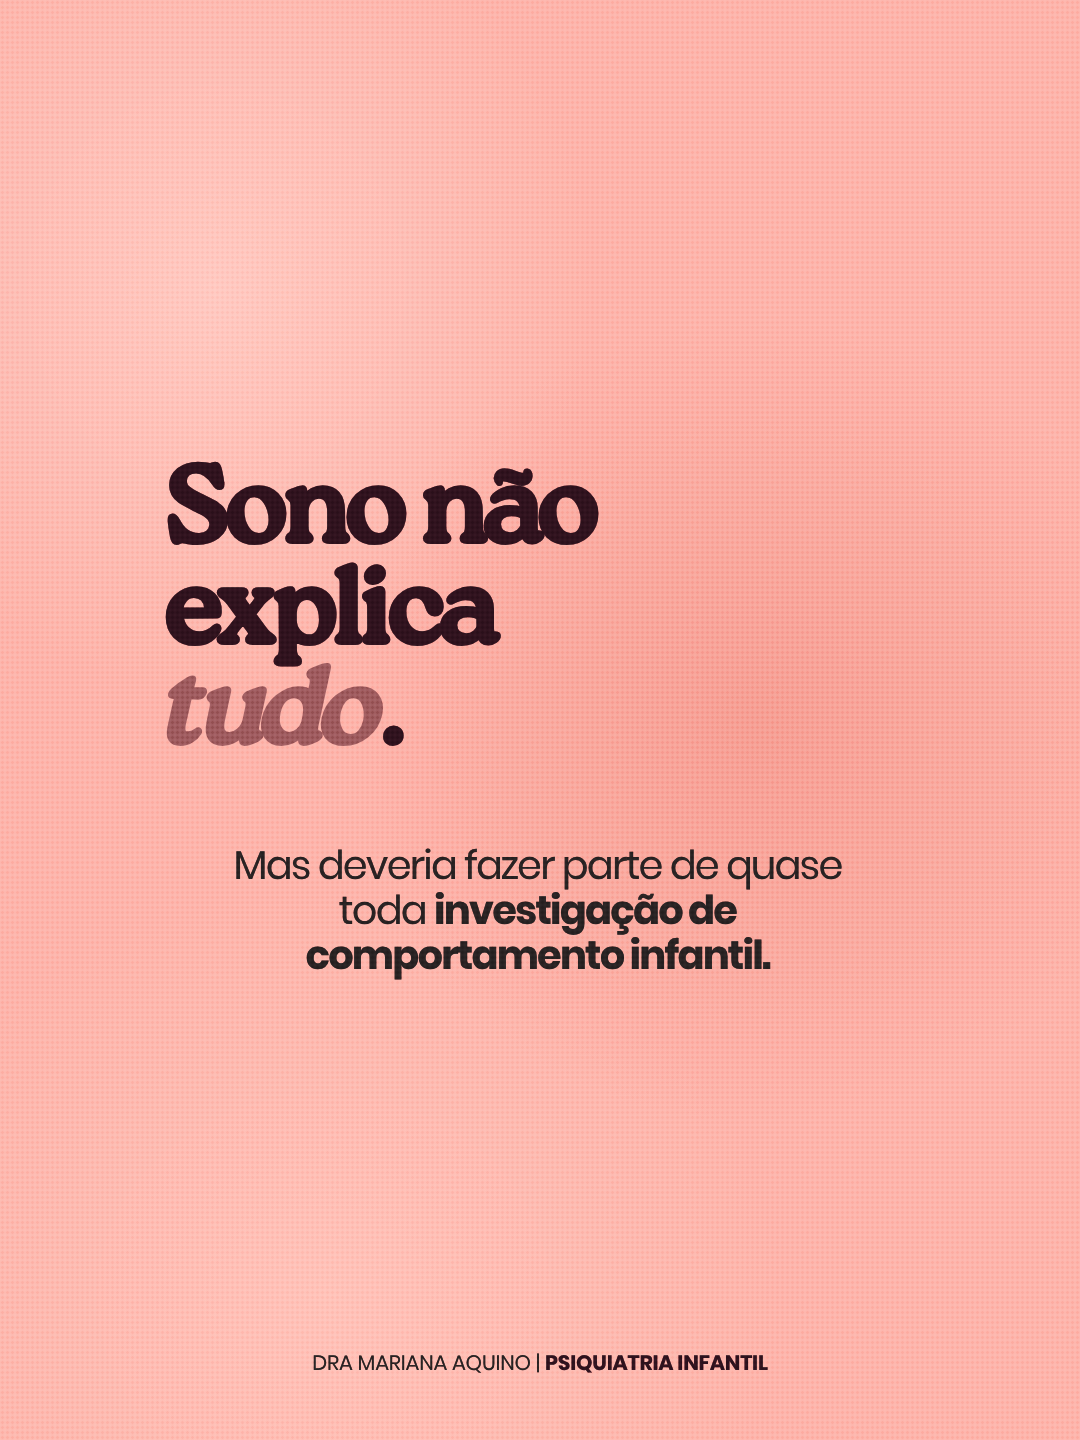 Sono não
explica
tudo.
Mas deveria fazer parte de quase
toda investigação de
comportamento infantil.
DRA MARIANA AQUINO | PSIQUIATRIA INFANTIL